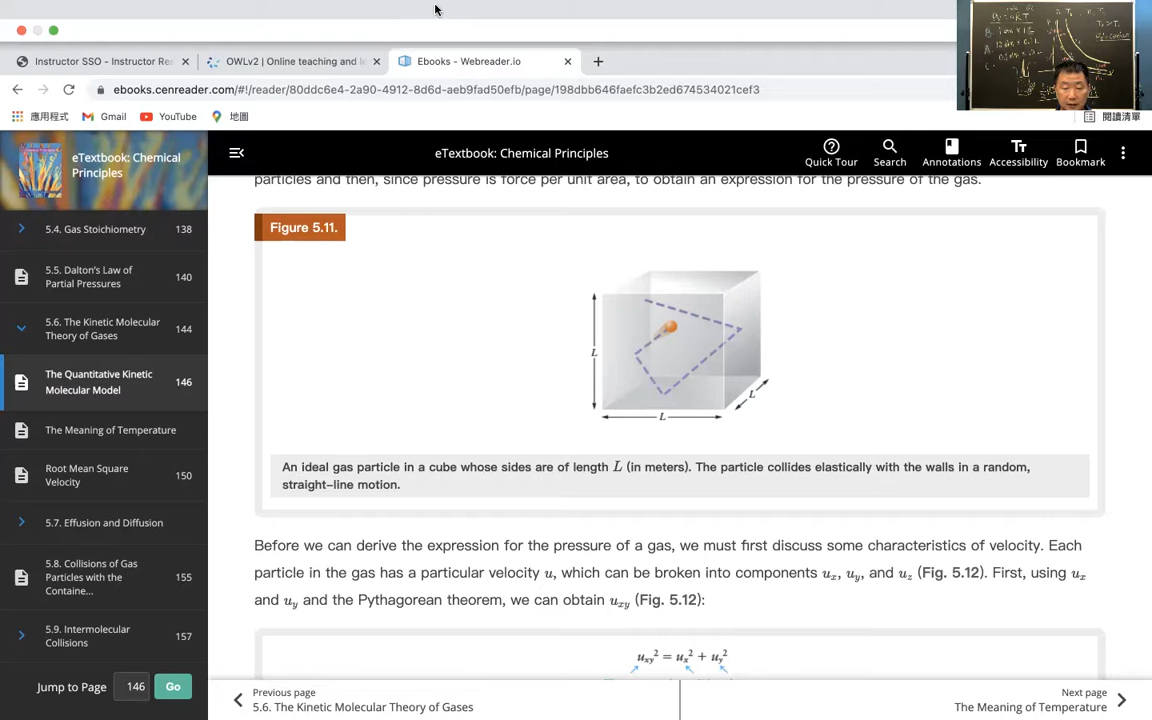 Instructor SSO - Instructor Res
OWLv2 | Online teaching and le
Ebooks - Webreader.io
ebooks.cenreader.com/#!/reader/80ddc6e4-2a90-4912-8d6d-aeb9fad50efb/page/198dbb646faefc3b2ed674534021cef3
應用程式
Gmail
YouTube
地圖
閱讀清單
eTextbook: Chemical
Principles
eTextbook: Chemical Principles
Quick Tour
Search
Annotations
Accessibility
Bookmark
5.4. Gas Stoichiometry 138
5.5. Dalton's Law of
Partial Pressures 140
5.6. The Kinetic Molecular
Theory of Gases 144
The Quantitative Kinetic
Molecular Model 146
The Meaning of Temperature
Root Mean Square
Velocity 150
5.7. Effusion and Diffusion
5.8. Collisions of Gas
Particles with the
Containe... 155
5.9. Intermolecular
Collisions 157
Jump to Page 146 Go
particles and then, since pressure is force per unit area, to obtain an expression for the pressure of the gas.
Figure 5.11.
L
L
L
An ideal gas particle in a cube whose sides are of length L (in meters). The particle collides elastically with the walls in a random,
straight-line motion.
Before we can derive the expression for the pressure of a gas, we must first discuss some characteristics of velocity. Each
particle in the gas has a particular velocity u, which can be broken into components uₓ, u_y, and u_z (Fig. 5.12). First, using uₓ
and u_y and the Pythagorean theorem, we can obtain u_xy (Fig. 5.12):
u_xy² = uₓ² + u_y²
Previous page
5.6. The Kinetic Molecular Theory of Gases
Next page
The Meaning of Temperature